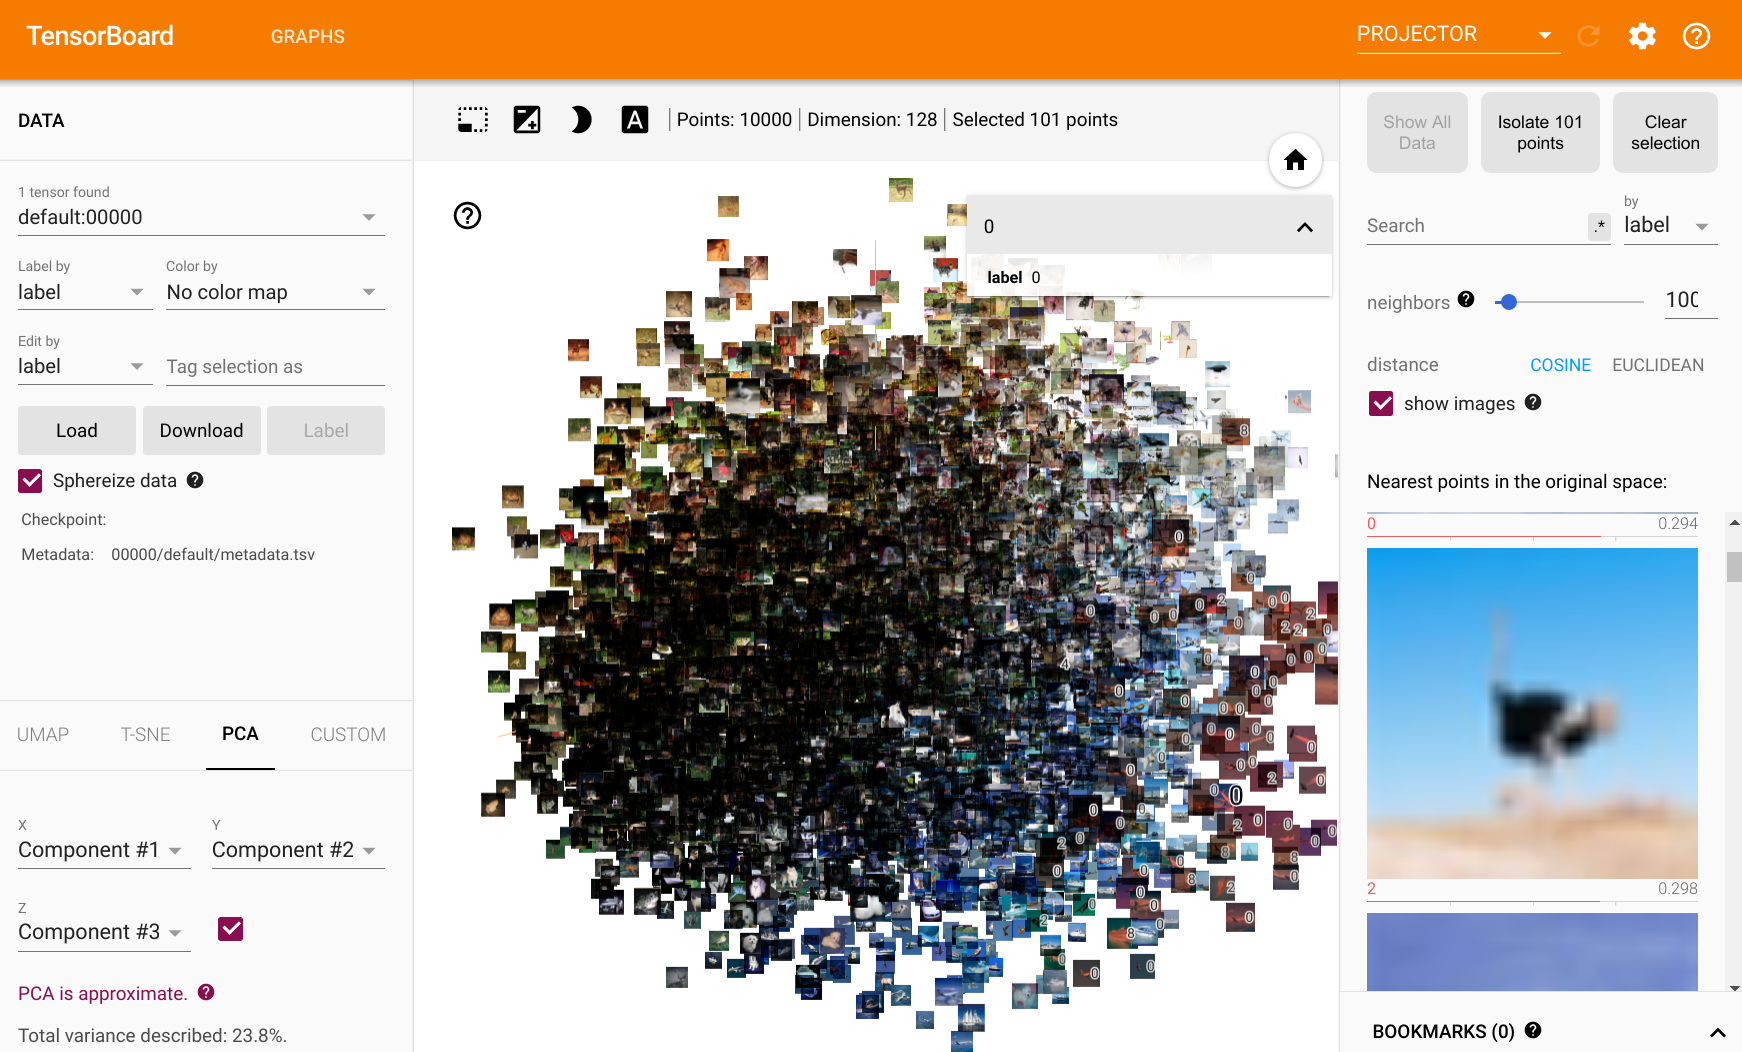 TensorBoard
GRAPHS
PROJECTOR
DATA
1 tensor found
default:00000
Label by
label
Color by
No color map
Edit by
label
Tag selection as
Load
Download
Label
Sphereize data
Checkpoint:
Metadata: 00000/default/metadata.tsv
UMAP
T-SNE
PCA
CUSTOM
X
Component #1
Y
Component #2
Z
Component #3
PCA is approximate.
Total variance described: 23.8%.
A
Points: 10000
Dimension: 128
Selected 101 points
0
label 0
Show All
Data
Isolate 101
points
Clear
selection
Search
.*
by
label
neighbors
100
distance
COSINE
EUCLIDEAN
show images
Nearest points in the original space:
0 0.294
2 0.298
BOOKMARKS (0)